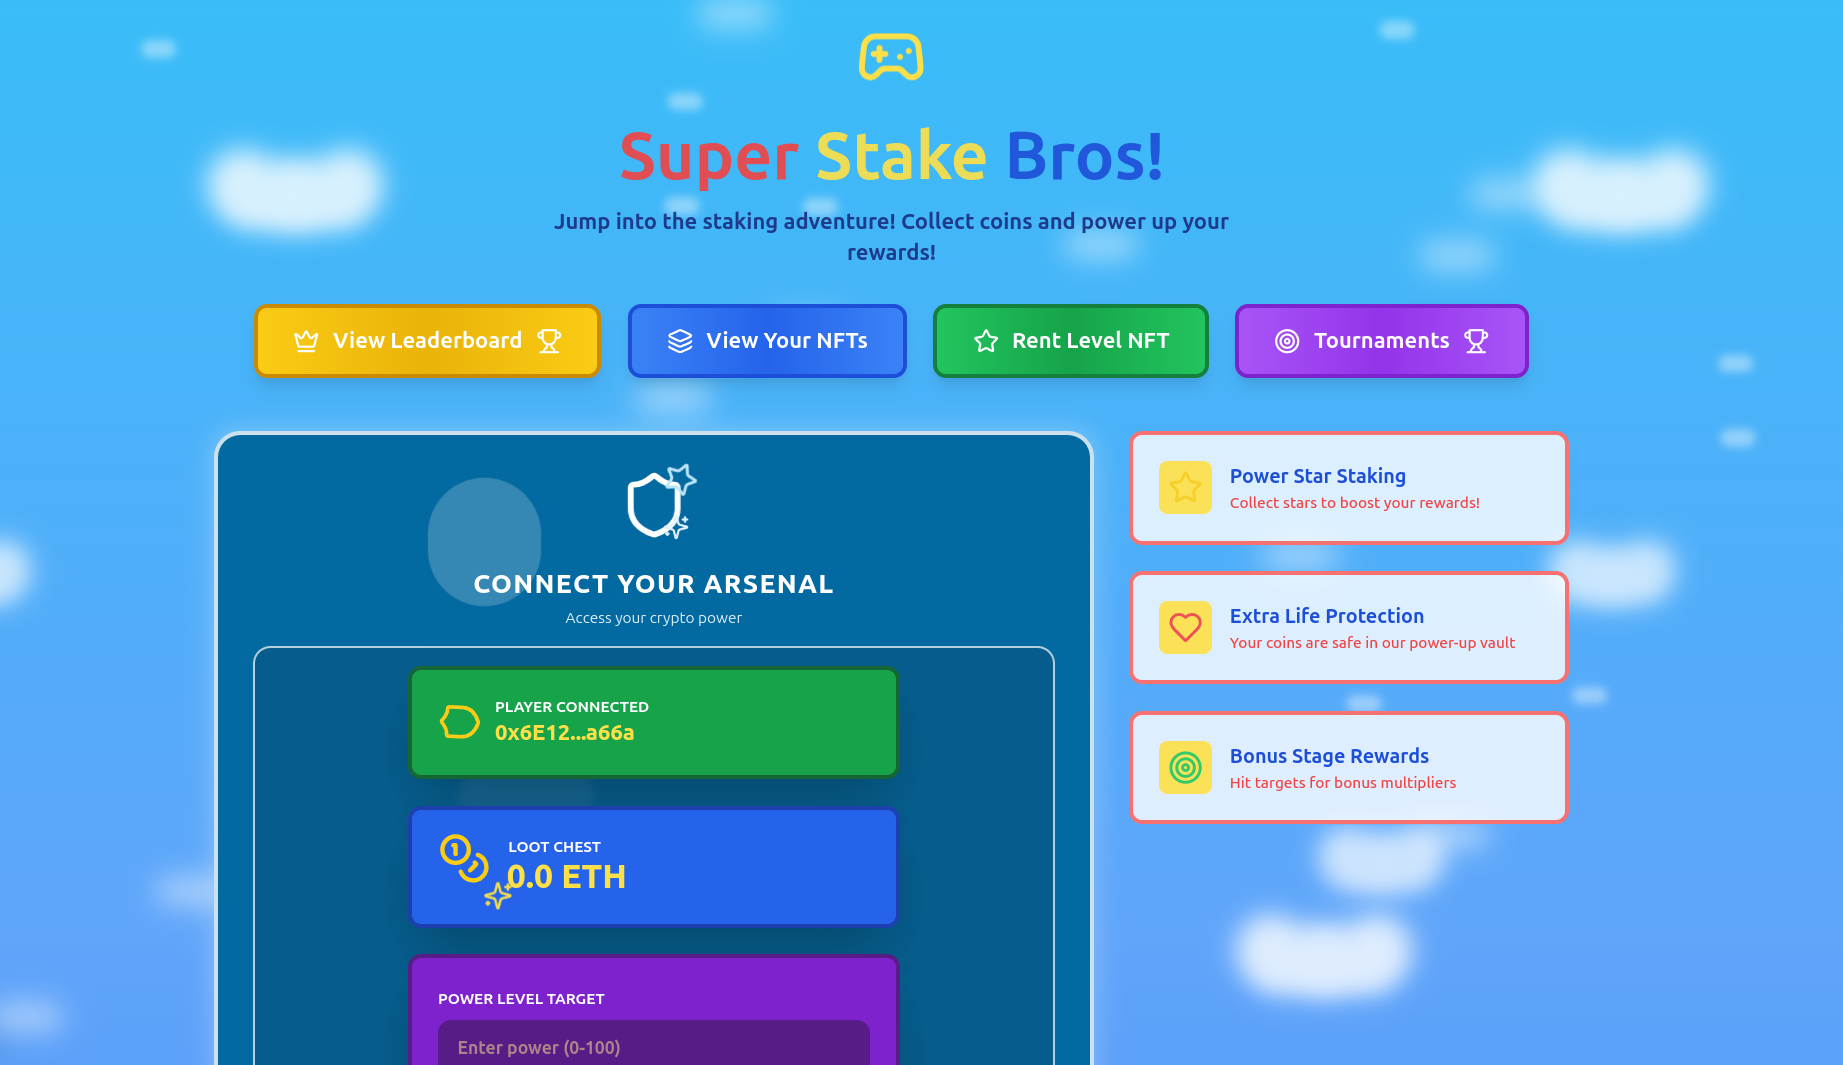 Super Stake Bros!
Jump into the staking adventure! Collect coins and power up your
rewards!
View Leaderboard
View Your NFTs
Rent Level NFT
Tournaments
CONNECT YOUR ARSENAL
Access your crypto power
PLAYER CONNECTED
0x6E12...a66a
LOOT CHEST
0.0 ETH
POWER LEVEL TARGET
Enter power (0-100)
Power Star Staking
Collect stars to boost your rewards!
Extra Life Protection
Your coins are safe in our power-up vault
Bonus Stage Rewards
Hit targets for bonus multipliers